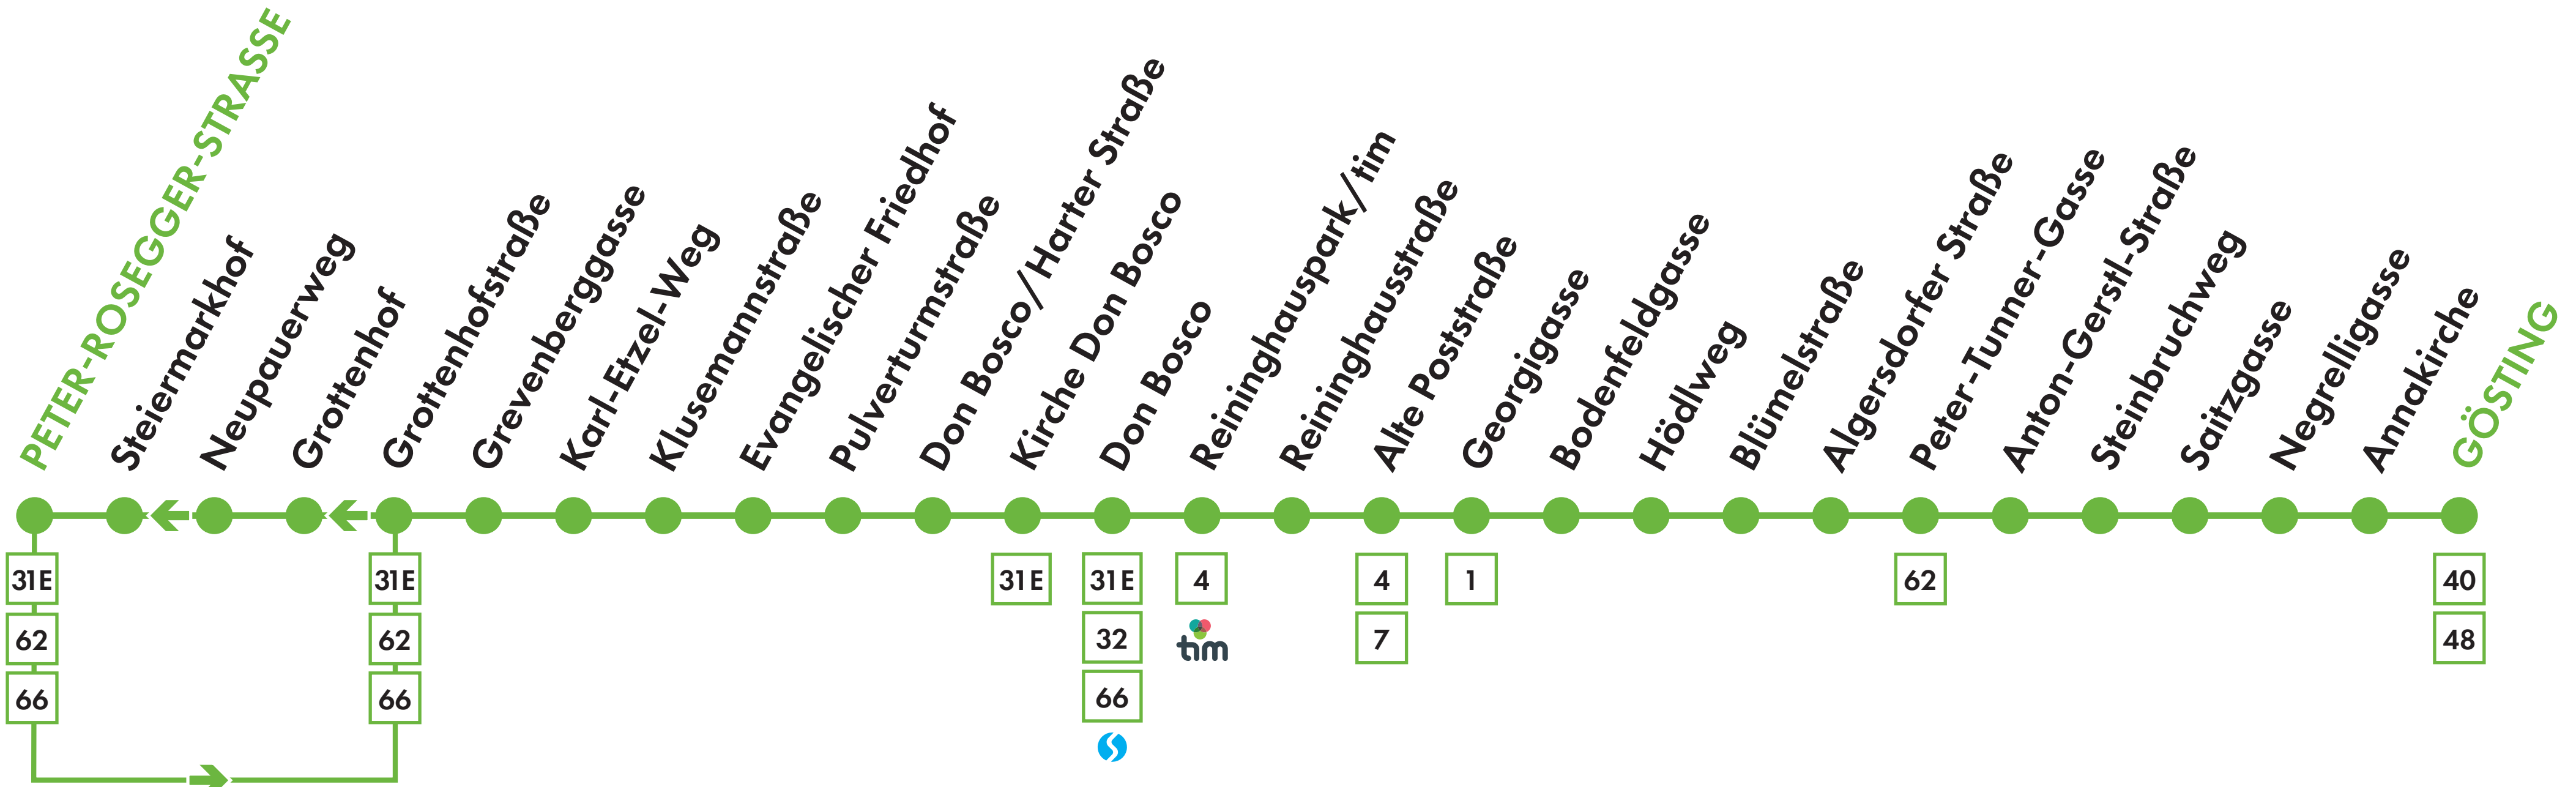 PETER-ROSEGGER-STRASSE
Steiermarkhof
Neupauerweg
Grottenhof
Grottenhofstraße
Grevenberggasse
Karl-Etzel-Weg
Klusemannstraße
Evangelischer Friedhof
Pulverturmstraße
Don Bosco/Harter Straße
Kirche Don Bosco
Don Bosco
Reininghauspark/tim
Reininghausstraße
Alte Poststraße
Georgigasse
Bodenfeldgasse
Hödlweg
Blümelstraße
Algersdorfer Straße
Peter-Tunner-Gasse
Anton-Gerstl-Straße
Steinbruchweg
Saitzgasse
Negrelligasse
Annakirche
GÖSTING
31E
62
66
31E
62
66
31E
31E
32
66
4
tim
4
7
1
62
40
48